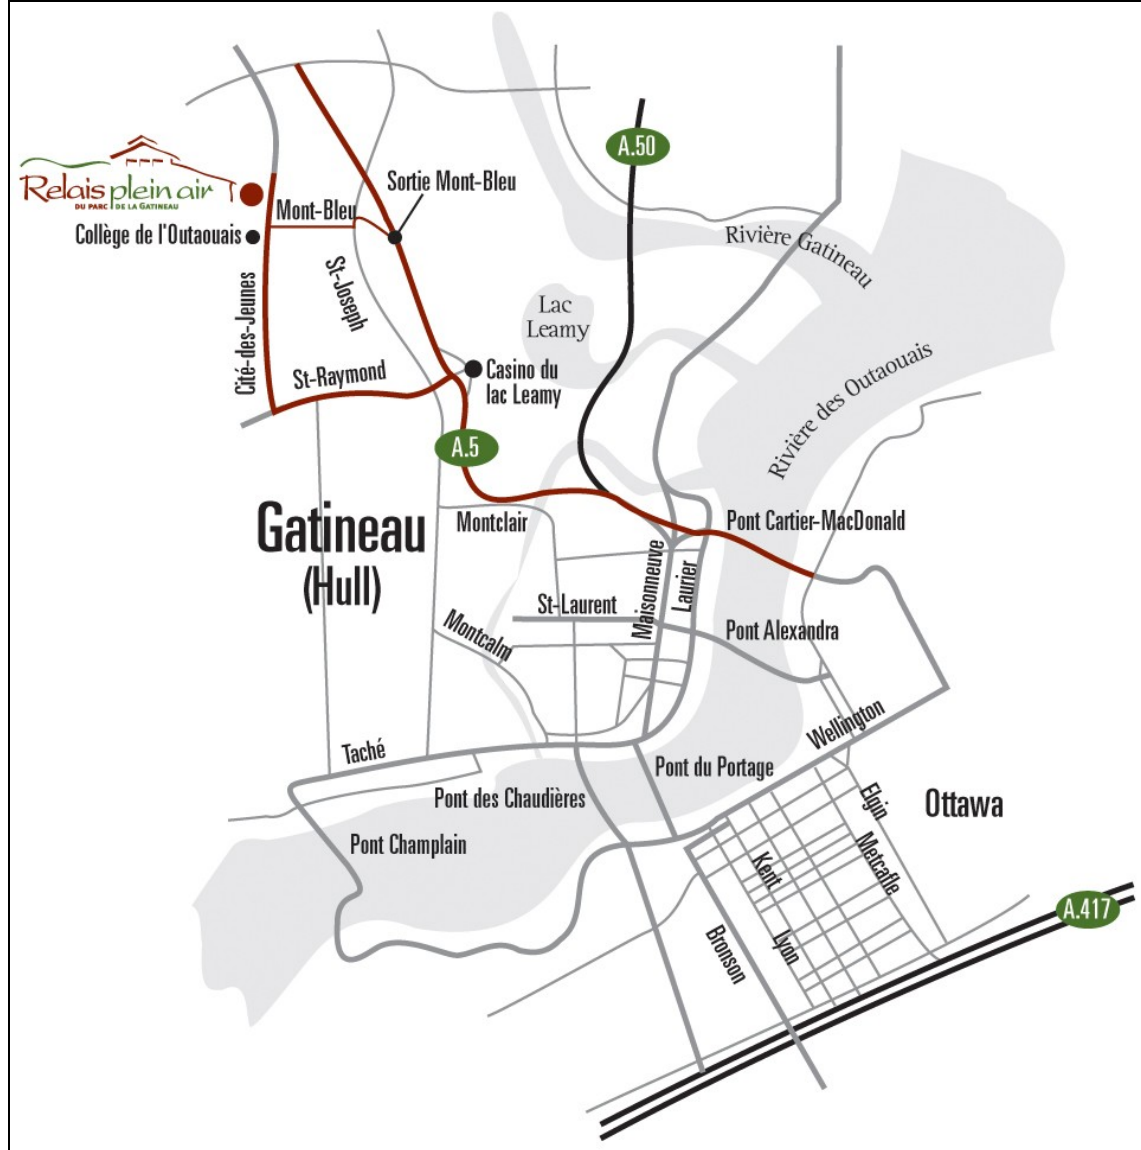 A.50
Relais plein air
DU PARC DE LA GATINEAU
Sortie Mont-Bleu
Mont-Bleu
Collège de l'Outaouais
Rivière Gatineau
St-Joseph
Lac
Leamy
Cité-des-Jeunes
St-Raymond
Casino du
lac Leamy
Rivière des Outaouais
A.5
Gatineau
(Hull)
Montclair
Pont Cartier-MacDonald
Maisonneuve
Laurier
St-Laurent
Montcalm
Pont Alexandra
Wellington
Taché
Pont du Portage
Pont des Chaudières
Elgin
Ottawa
Pont Champlain
Kent
Metcafle
A.417
Lyon
Bronson